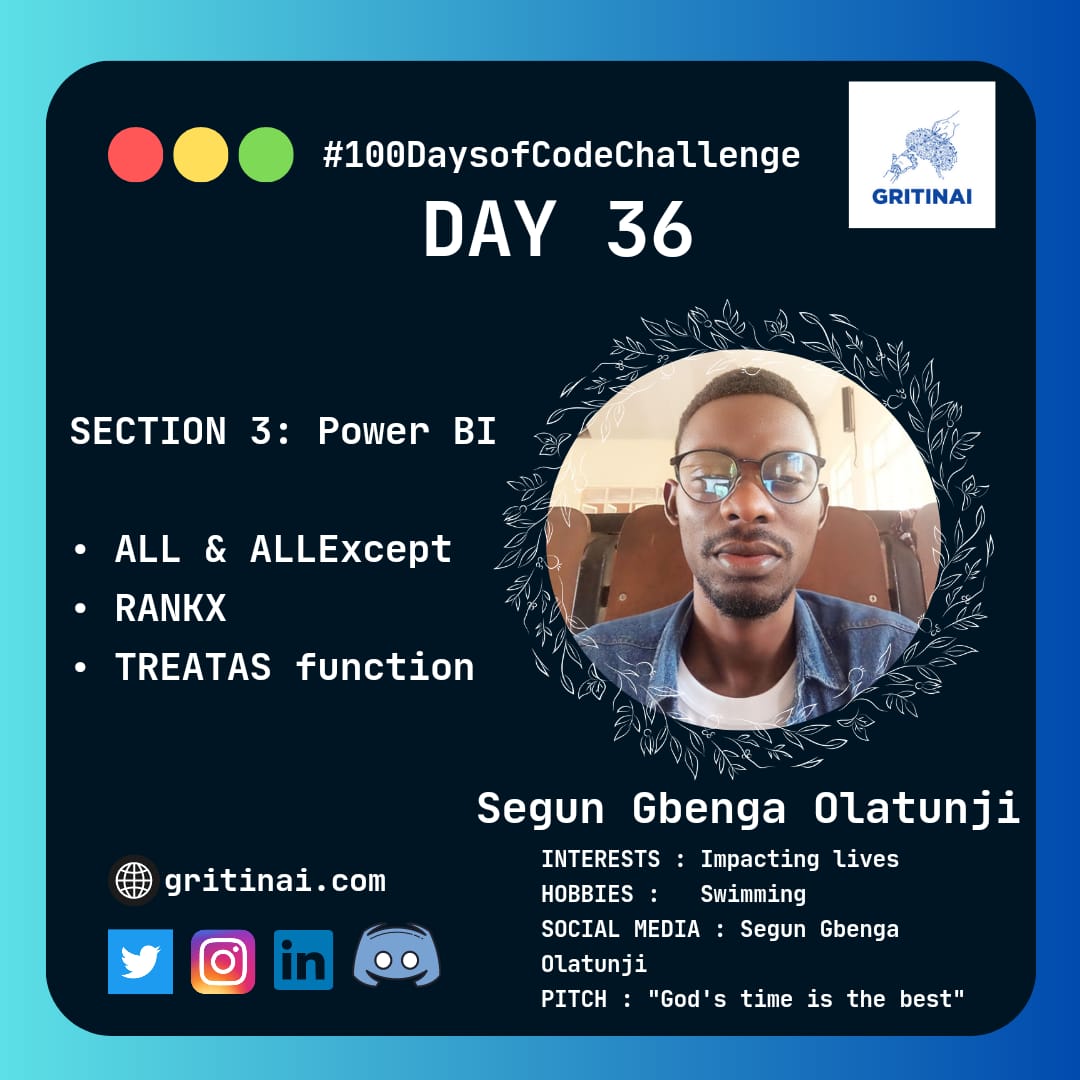 #100DaysofCodeChallenge
DAY 36
GRITINAI
SECTION 3: Power BI
• ALL & ALLExcept
• RANKX
• TREATAS function
Segun Gbenga Olatunji
INTERESTS : Impacting lives
HOBBIES : Swimming
SOCIAL MEDIA : Segun Gbenga
Olatunji
PITCH : "God's time is the best"
gritinai.com
in